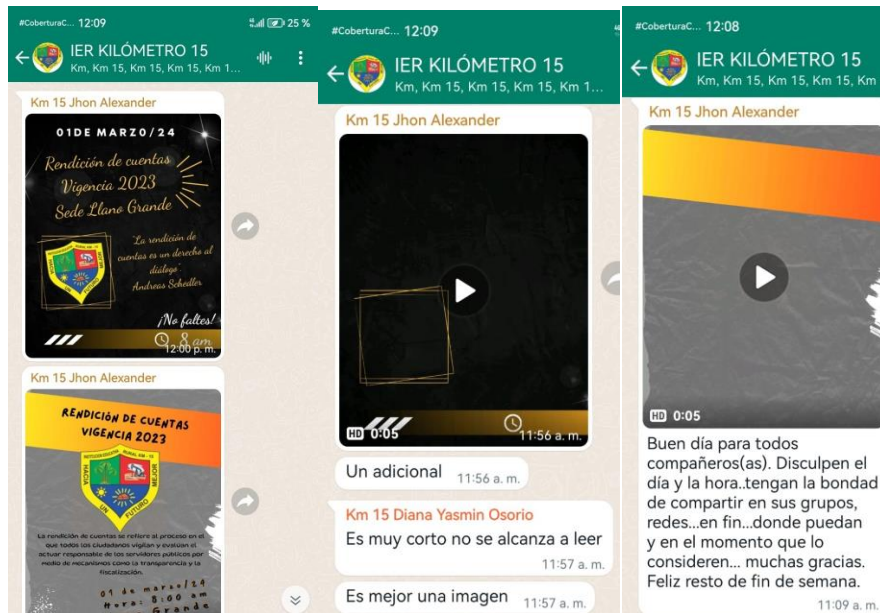 #CoberturaC... 12:09
25 %
IER KILÓMETRO 15
Km, Km 15, Km 15, Km 15, Km 1...
Km 15 Jhon Alexander
01DE MARZO/24
Rendición de cuentas
Vigencia 2023
Sede Llano Grande
"La rendición de
cuentas es un derecho al
diálogo"
Andreas Schedler
HACIA
UN
FUTURO
MEJOR
¡No faltes!
8 am
12:00 p. m.
Km 15 Jhon Alexander
RENDICIÓN DE CUENTAS
VIGENCIA 2023
HACIA
UN
FUTURO
MEJOR
La rendición de cuentas se refiere al proceso en el
que todos los ciudadanos vigilan y evalúan el
actuar responsable de los servidores públicos por
medio de mecanismos como la transparencia y la
fiscalización.
01 de marzo/24
Hora: 8:00 am
Grande
#CoberturaC... 12:09
IER KILÓMETRO 15
Km, Km 15, Km 15, Km 15, Km 1...
Km 15 Jhon Alexander
HD 0:05
11:56 a. m.
Un adicional
11:56 a. m.
Km 15 Diana Yasmin Osorio
Es muy corto no se alcanza a leer
11:57 a. m.
Es mejor una imagen
11:57 a. m.
#CoberturaC... 12:08
IER KILÓMETRO 15
Km, Km 15, Km 15, Km 15, Km
Km 15 Jhon Alexander
HD 0:05
Buen día para todos
compañeros(as). Disculpen el
día y la hora..tengan la bondad
de compartir en sus grupos,
redes...en fin...donde puedan
y en el momento que lo
consideren... muchas gracias.
Feliz resto de fin de semana.
11:09 a. m.